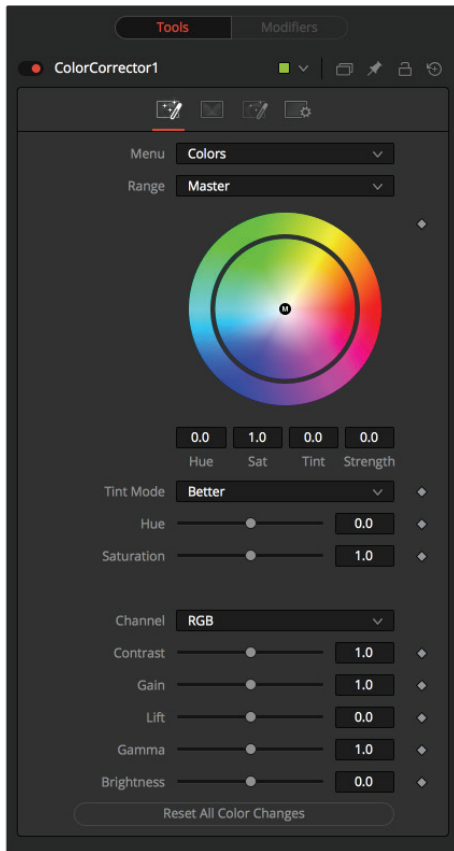 Tools Modifiers
ColorCorrector1
Menu Colors
Range Master
M
0.0 1.0 0.0 0.0
Hue Sat Tint Strength
Tint Mode Better
Hue 0.0
Saturation 1.0
Channel RGB
Contrast 1.0
Gain 1.0
Lift 0.0
Gamma 1.0
Brightness 0.0
Reset All Color Changes